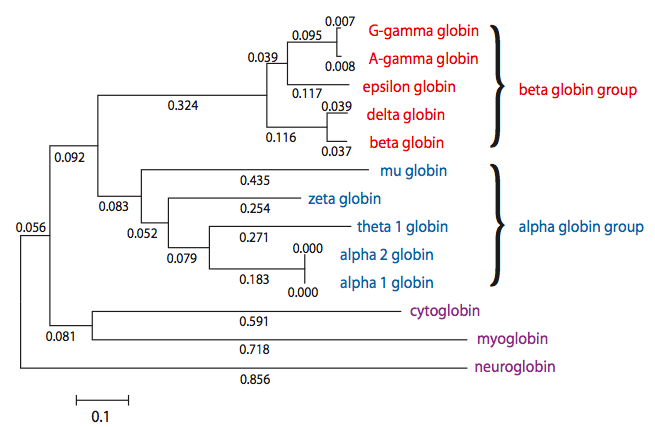 0.007
G-gamma globin
0.095
0.039
A-gamma globin
0.008
epsilon globin
0.117
beta globin group
0.324
0.039
delta globin
0.116
beta globin
0.037
0.092
mu globin
0.435
0.083
zeta globin
0.254
0.056
0.052
theta 1 globin
alpha globin group
0.271
0.000
alpha 2 globin
0.079
0.183
alpha 1 globin
0.000
cytoglobin
0.591
0.081
myoglobin
0.718
neuroglobin
0.856
0.1